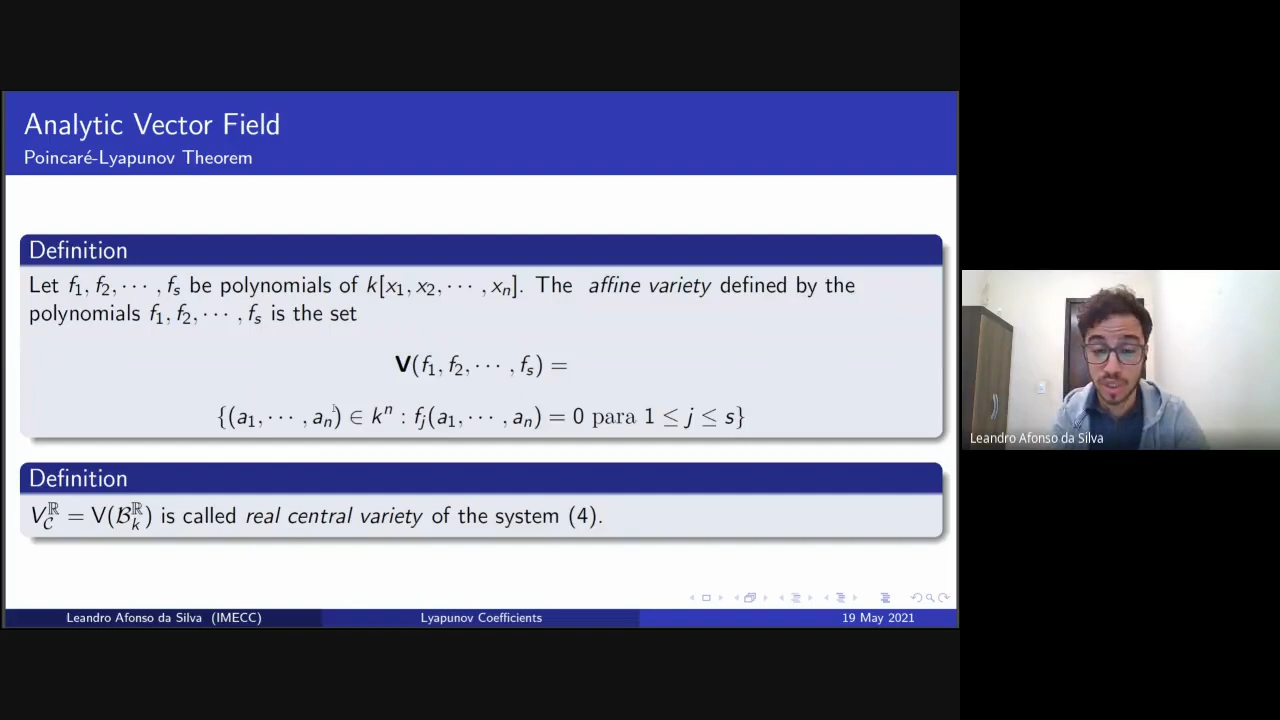 Analytic Vector Field
Poincaré-Lyapunov Theorem
Definition
Let f₁, f₂, ··· , fₛ be polynomials of k[x₁, x₂, ··· , xₙ]. The affine variety defined by the
polynomials f₁, f₂, ··· , fₛ is the set
V(f₁, f₂, ··· , fₛ) =
{(a₁, ··· , aₙ) ∈ kⁿ : fⱼ(a₁, ··· , aₙ) = 0 para 1 ≤ j ≤ s}
Definition
V_𝒞^ℝ = V(ℬ_k^ℝ) is called real central variety of the system (4).
Leandro Afonso da Silva (IMECC)
Lyapunov Coefficients
19 May 2021
Leandro Afonso da Silva